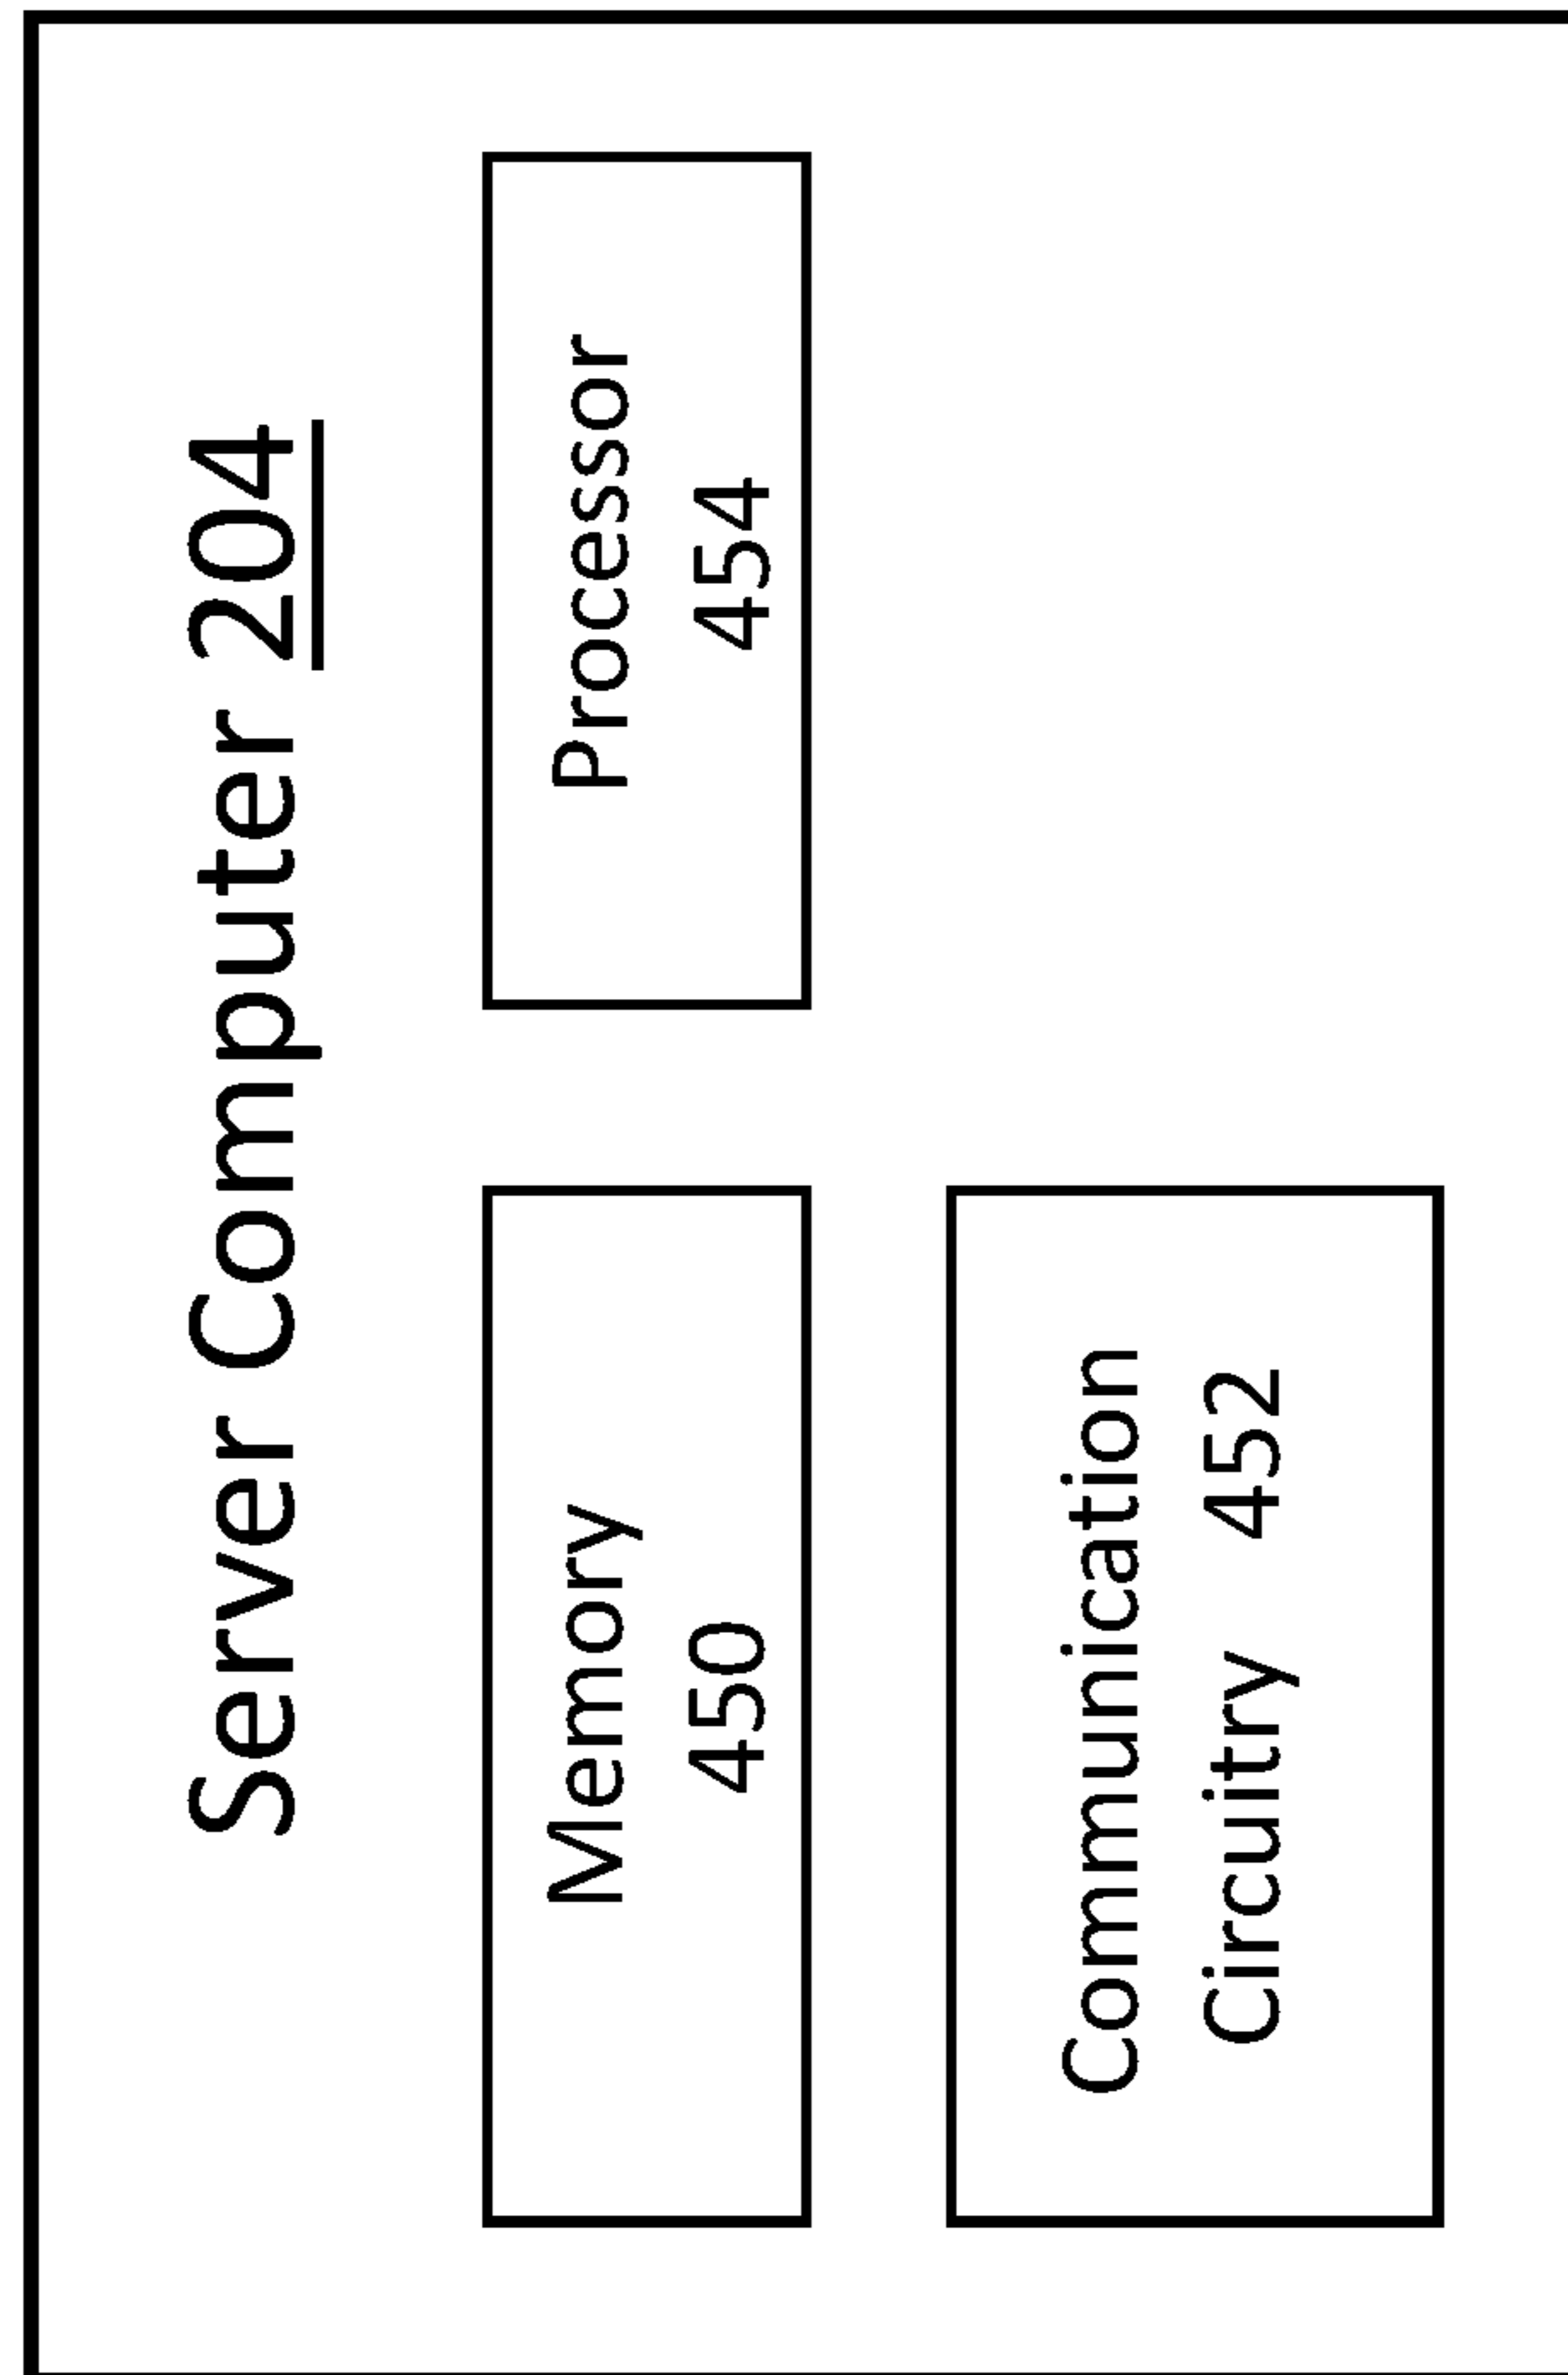 Server Computer 204
Memory
450
Processor
454
Communication
Circuitry 452